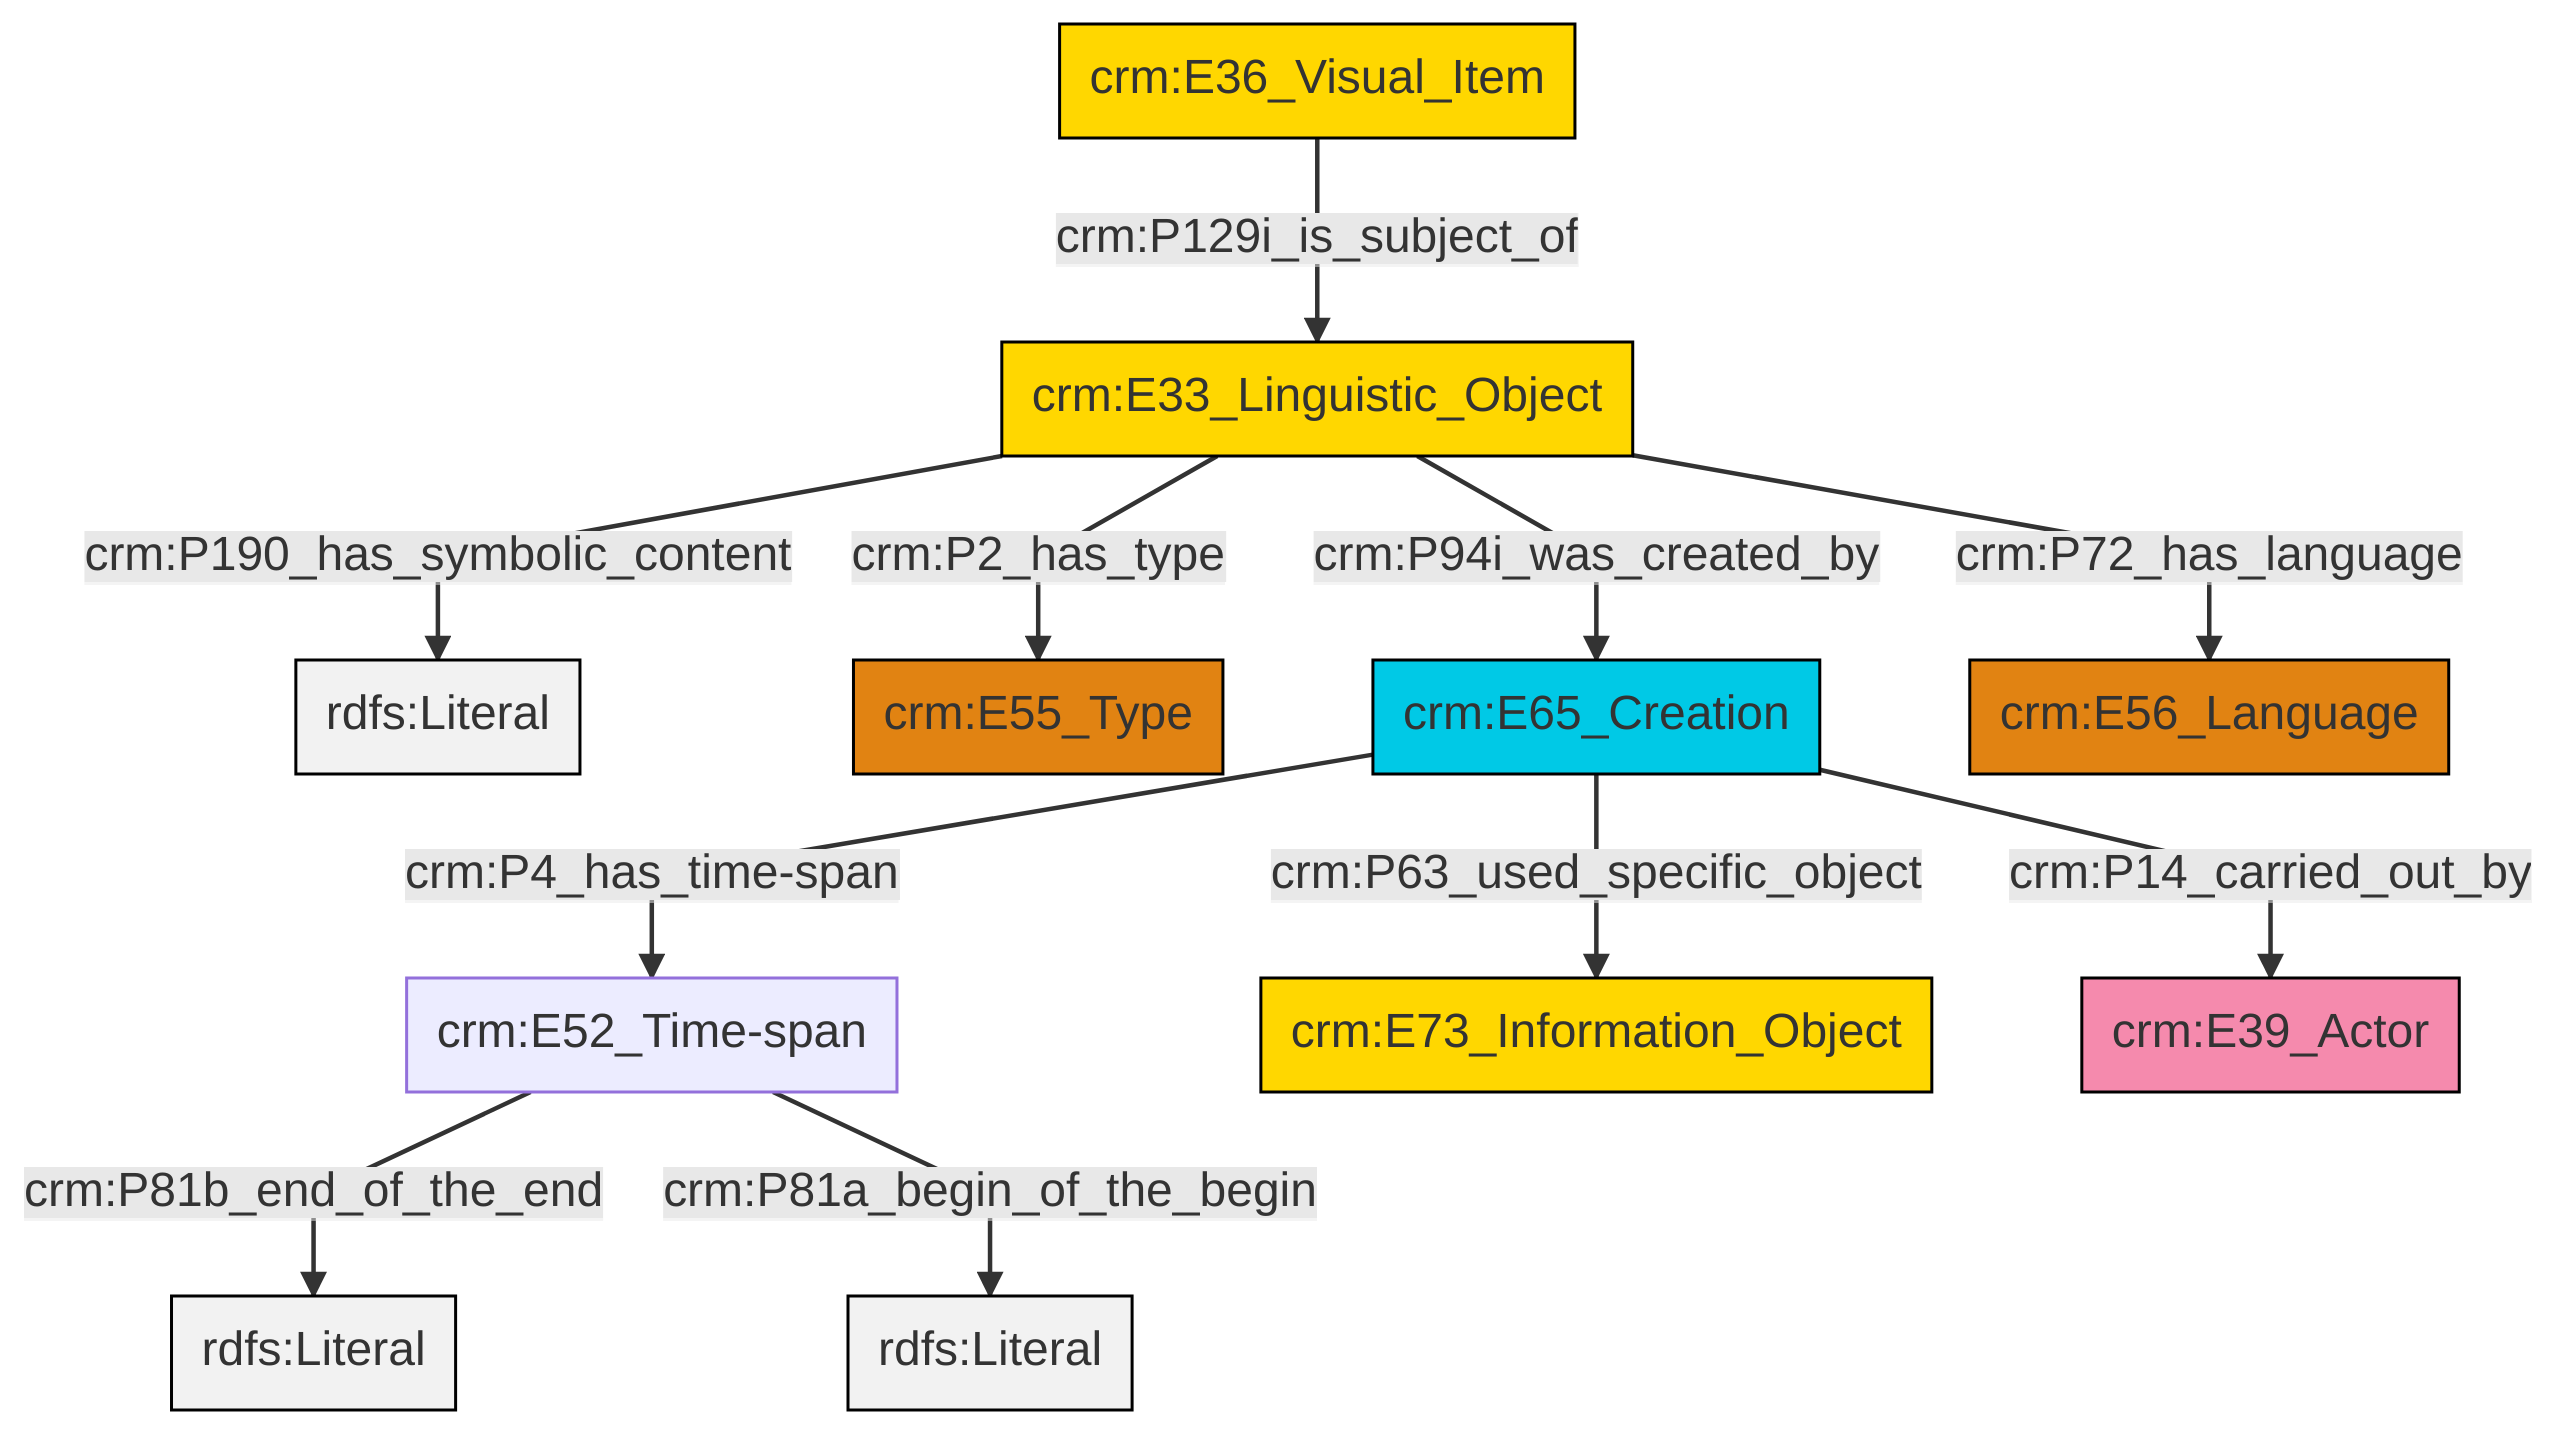 crm:E36_Visual_Item
crm:P129i_is_subject_of
crm:E33_Linguistic_Object
crm:P190_has_symbolic_content
crm:P2_has_type
crm:P94i_was_created_by
crm:P72_has_language
rdfs:Literal
crm:E55_Type
crm:E65_Creation
crm:E56_Language
crm:P4_has_time-span
crm:P63_used_specific_object
crm:P14_carried_out_by
crm:E52_Time-span
crm:E73_Information_Object
crm:E39_Actor
crm:P81b_end_of_the_end
crm:P81a_begin_of_the_begin
rdfs:Literal
rdfs:Literal